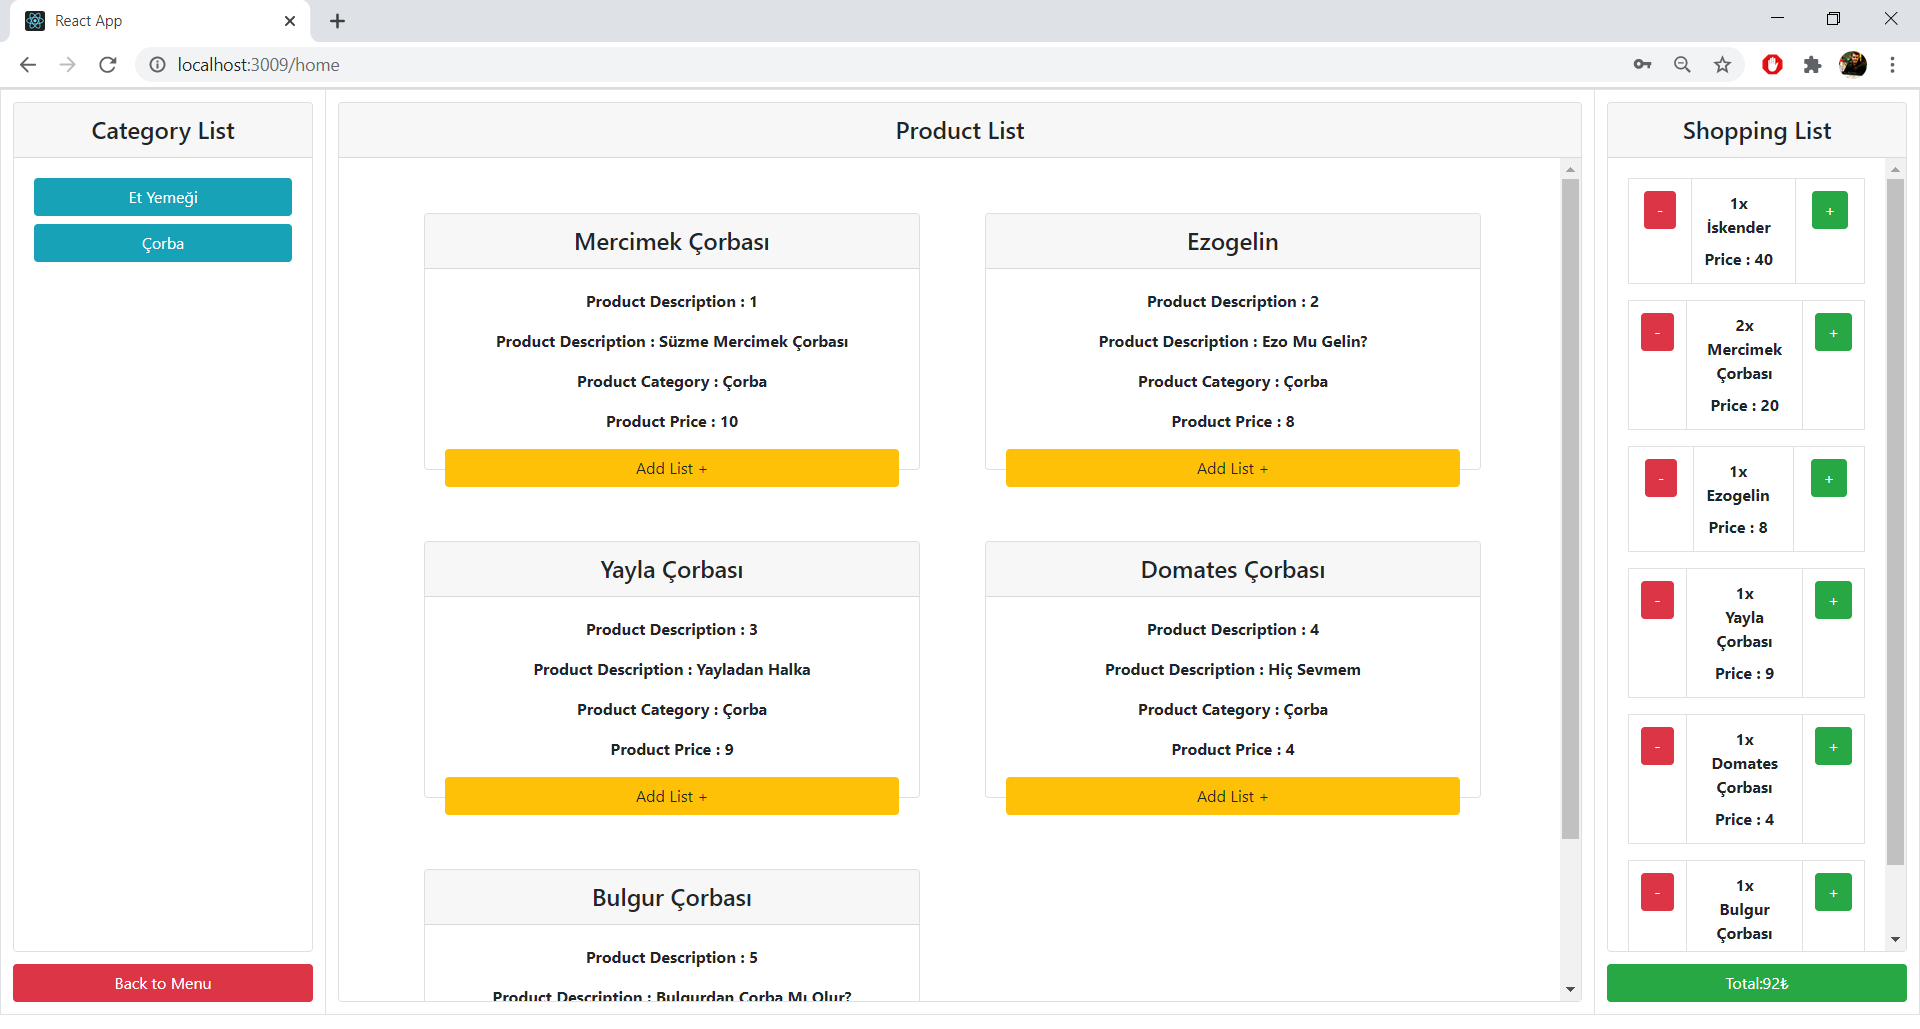 React App
localhost:3009/home
Category List
Et Yemeği
Çorba
Back to Menu
Product List
Mercimek Çorbası
Product Description : 1
Product Description : Süzme Mercimek Çorbası
Product Category : Çorba
Product Price : 10
Add List +
Ezogelin
Product Description : 2
Product Description : Ezo Mu Gelin?
Product Category : Çorba
Product Price : 8
Add List +
Yayla Çorbası
Product Description : 3
Product Description : Yayladan Halka
Product Category : Çorba
Product Price : 9
Add List +
Domates Çorbası
Product Description : 4
Product Description : Hiç Sevmem
Product Category : Çorba
Product Price : 4
Add List +
Bulgur Çorbası
Product Description : 5
Product Description : Bulgurdan Çorba Mı Olur?
Shopping List
-
1x
İskender
Price : 40
+
-
2x
Mercimek
Çorbası
Price : 20
+
-
1x
Ezogelin
Price : 8
+
-
1x
Yayla
Çorbası
Price : 9
+
-
1x
Domates
Çorbası
Price : 4
+
-
1x
Bulgur
Çorbası
+
Total:92₺